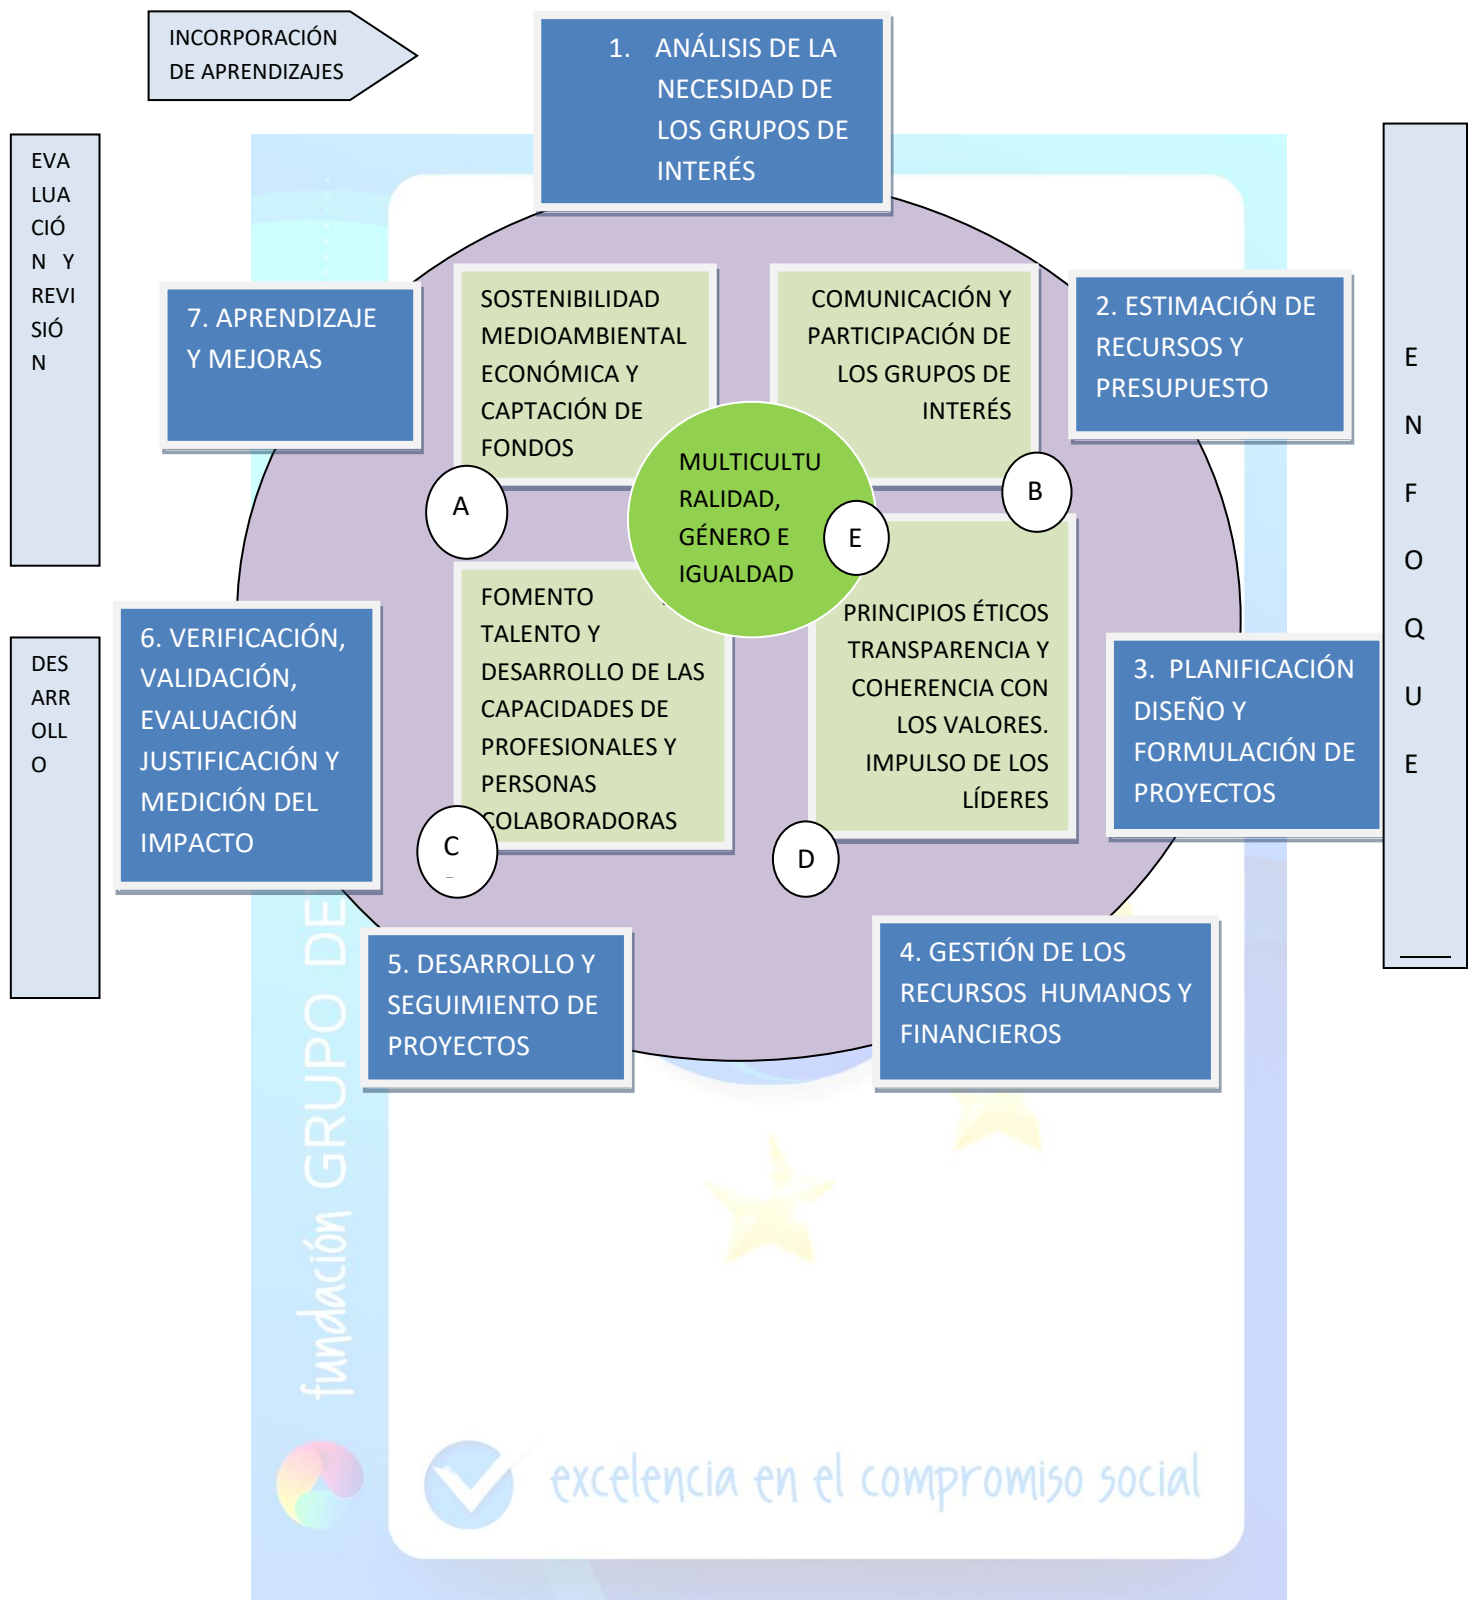 INCORPORACIÓN
DE APRENDIZAJES
1. ANÁLISIS DE LA
NECESIDAD DE
LOS GRUPOS DE
INTERÉS
EVA
LUA
CIÓ
N Y
REVI
SIÓ
N
7. APRENDIZAJE
Y MEJORAS
SOSTENIBILIDAD
MEDIOAMBIENTAL
ECONÓMICA Y
CAPTACIÓN DE
FONDOS
A
COMUNICACIÓN Y
PARTICIPACIÓN DE
LOS GRUPOS DE
INTERÉS
B
2. ESTIMACIÓN DE
RECURSOS Y
PRESUPUESTO
E
N
F
O
Q
U
E
MULTICULTU
RALIDAD,
GÉNERO E
IGUALDAD
E
DES
ARR
OLL
O
6. VERIFICACIÓN,
VALIDACIÓN,
EVALUACIÓN
JUSTIFICACIÓN Y
MEDICIÓN DEL
IMPACTO
FOMENTO
TALENTO Y
DESARROLLO DE LAS
CAPACIDADES DE
PROFESIONALES Y
PERSONAS
COLABORADORAS
C
PRINCIPIOS ÉTICOS
TRANSPARENCIA Y
COHERENCIA CON
LOS VALORES.
IMPULSO DE LOS
LÍDERES
D
3. PLANIFICACIÓN
DISEÑO Y
FORMULACIÓN DE
PROYECTOS
5. DESARROLLO Y
SEGUIMIENTO DE
PROYECTOS
4. GESTIÓN DE LOS
RECURSOS HUMANOS Y
FINANCIEROS
fundación GRUPO DE
excelencia en el compromiso social